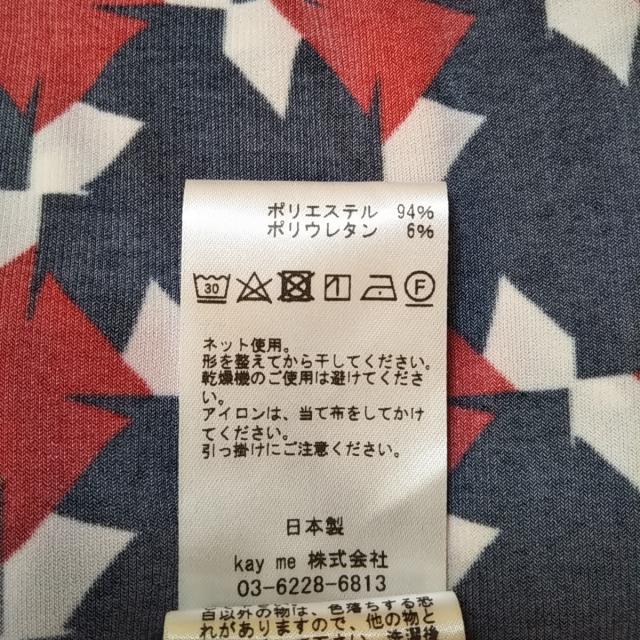 ポリエステル 94%
ポリウレタン 6%
30
F
ネット使用。
形を整えてから干してください。
乾燥機のご使用は避けてくださ
い。
アイロンは、当て布をしてかけ
てください。
引っ掛けにご注意ください。
日本製
kay me 株式会社
03-6228-6813
白以外の物は、色落ちする恐
れがありますので、他の物と